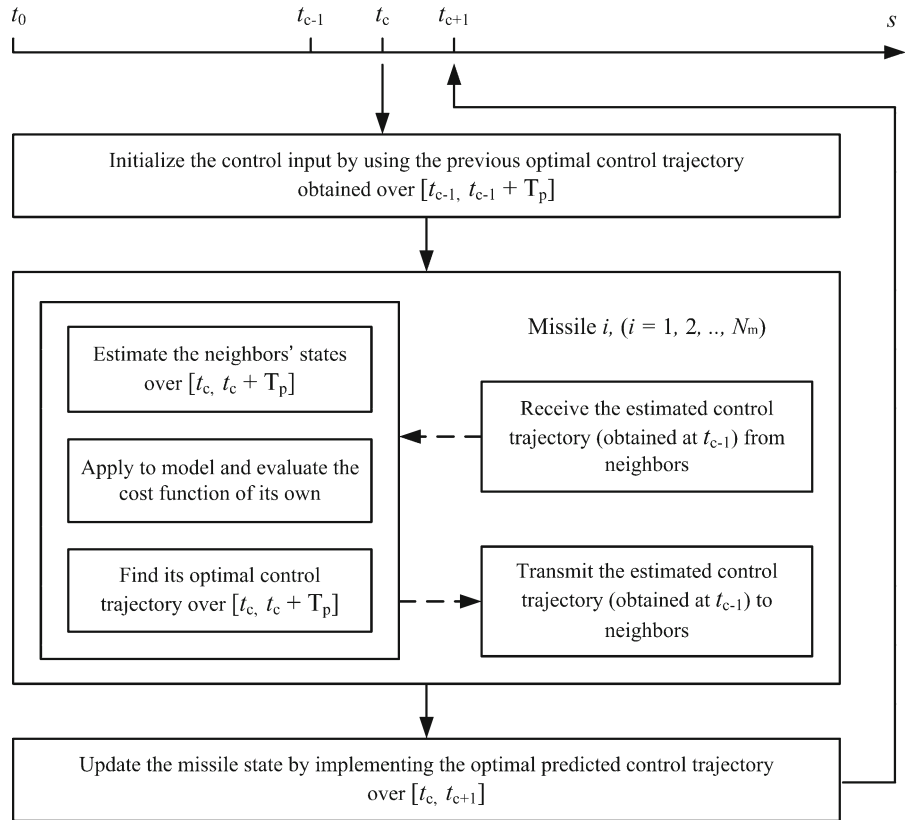 t0 tc-1 tc tc+1 s
Initialize the control input by using the previous optimal control trajectory
obtained over [tc-1, tc-1 + Tp]
Missile i, (i = 1, 2, .., Nm)
Estimate the neighbors' states
over [tc, tc + Tp]
Apply to model and evaluate the
cost function of its own
Find its optimal control
trajectory over [tc, tc + Tp]
Receive the estimated control
trajectory (obtained at tc-1) from
neighbors
Transmit the estimated control
trajectory (obtained at tc-1) to
neighbors
Update the missile state by implementing the optimal predicted control trajectory
over [tc, tc+1]